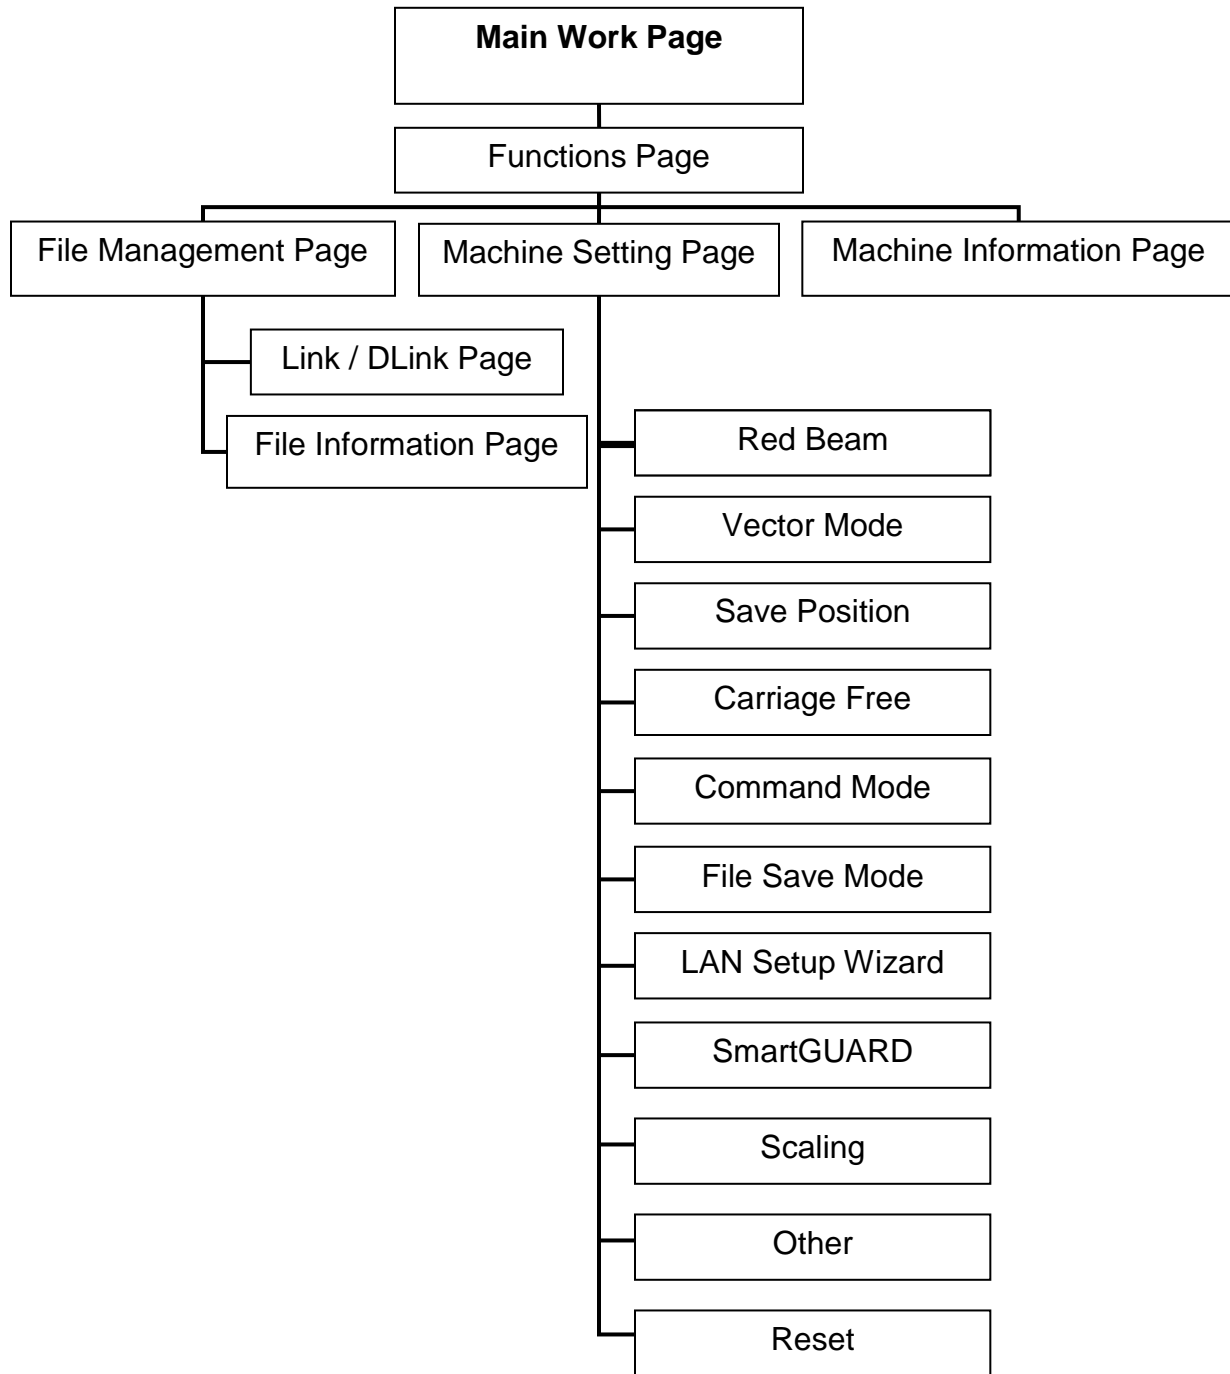 Main Work Page
Functions Page
File Management Page
Machine Setting Page
Machine Information Page
Link / DLink Page
File Information Page
Red Beam
Vector Mode
Save Position
Carriage Free
Command Mode
File Save Mode
LAN Setup Wizard
SmartGUARD
Scaling
Other
Reset